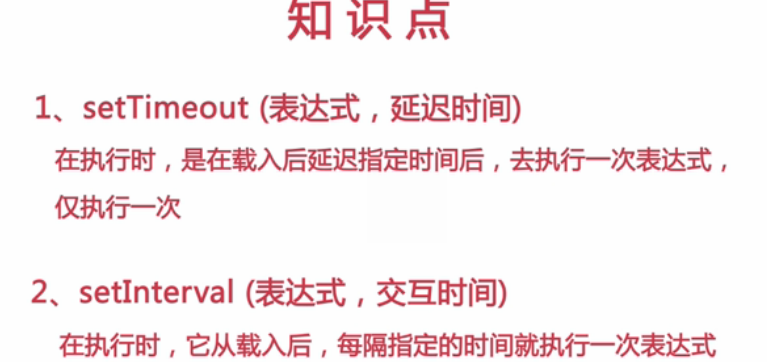 知识点
1、setTimeout (表达式，延迟时间)
在执行时，是在载入后延迟指定时间后，去执行一次表达式，
仅执行一次
2、setInterval (表达式，交互时间)
在执行时，它从载入后，每隔指定的时间就执行一次表达式